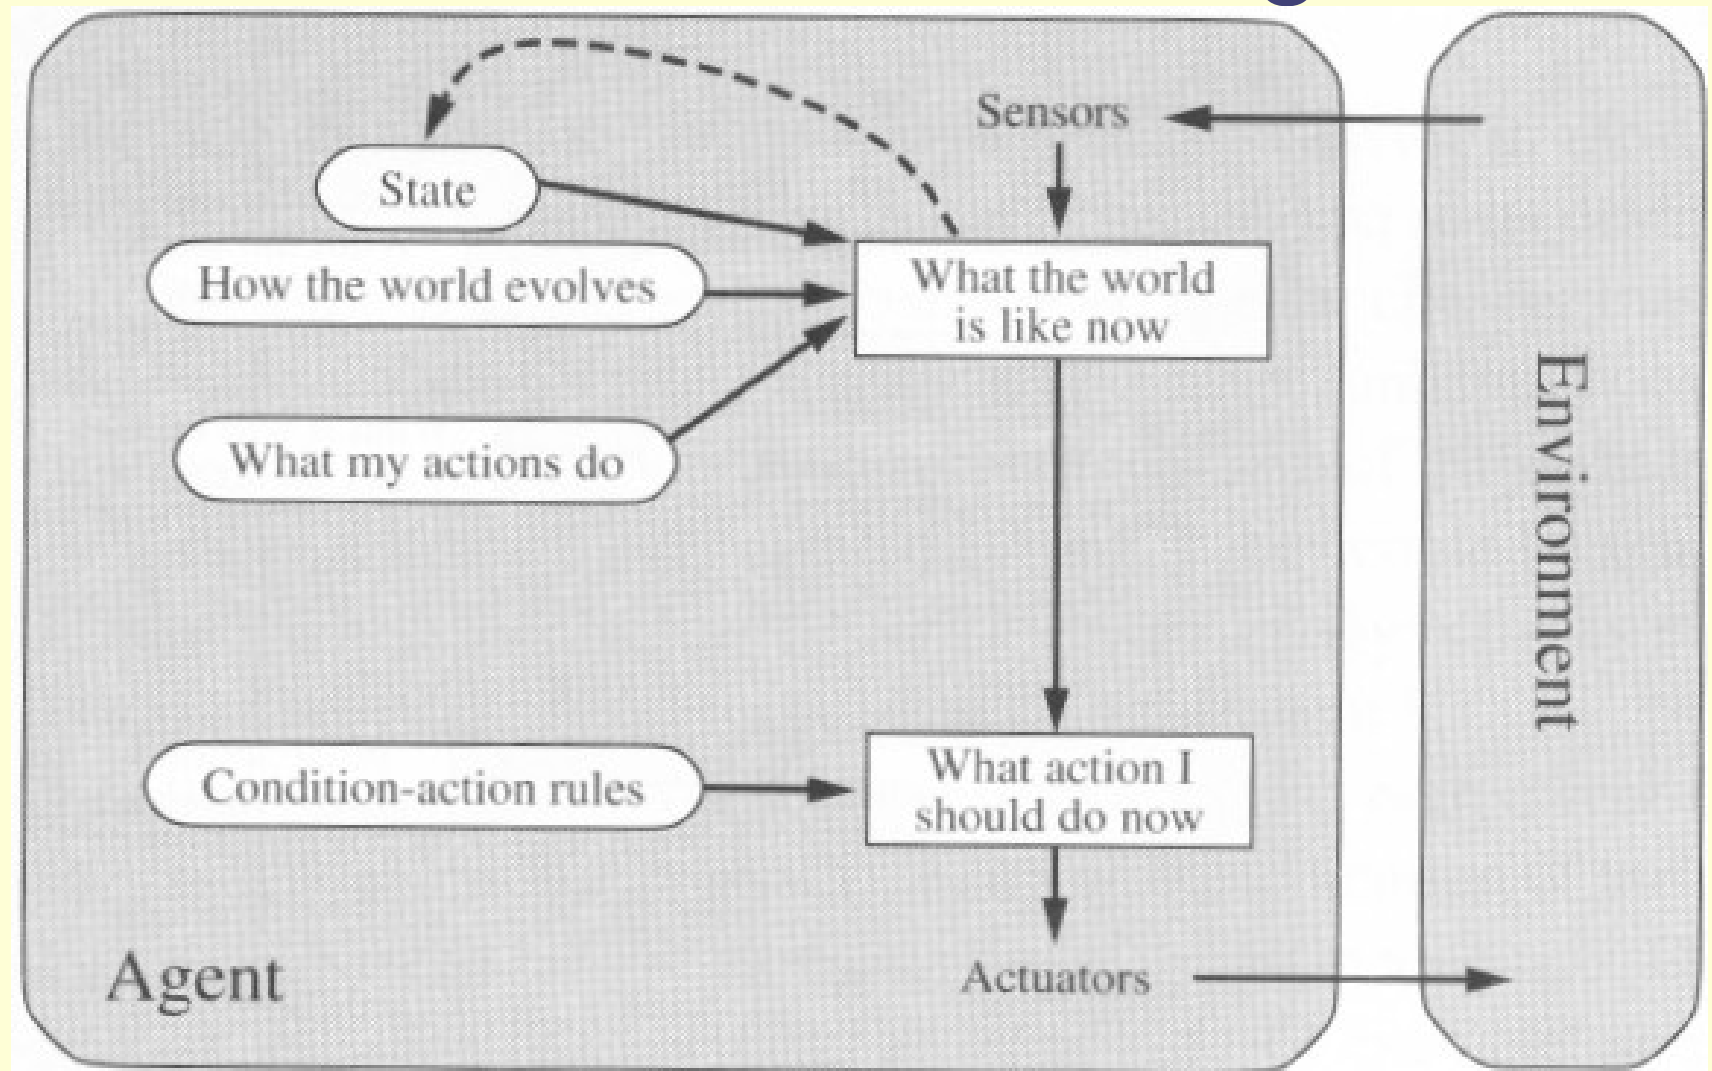 Sensors
State
How the world evolves
What the world
is like now
What my actions do
Environment
Condition-action rules
What action I
should do now
Agent
Actuators